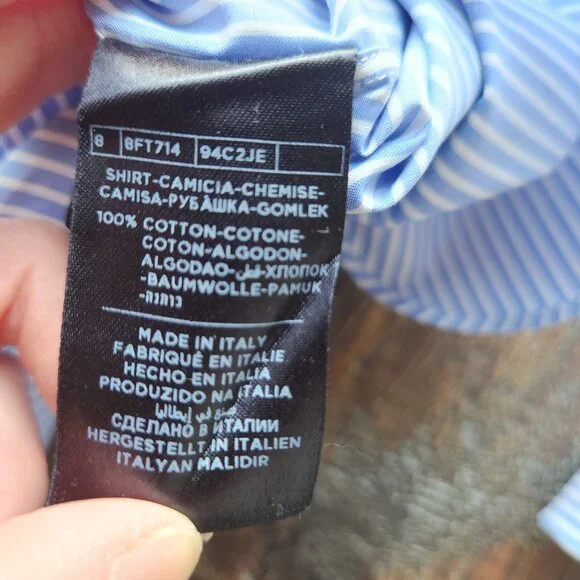 8 8FT714 94C2JE
SHIRT-CAMICIA-CHEMISE-
CAMISA-РУБАШКА-GOMLEK
100% COTTON-COTONE-
COTON-ALGODON-
ALGODAO-قطن-ХЛОПОК
-BAUMWOLLE-PAMUK
-כותנה
MADE IN ITALY
FABRIQUÉ EN ITALIE
HECHO EN ITALIA
PRODUZIDO NA ITALIA
صنع في إيطاليا
СДЕЛАНО В ИТАЛИИ
HERGESTELLT IN ITALIEN
ITALYAN MALIDIR